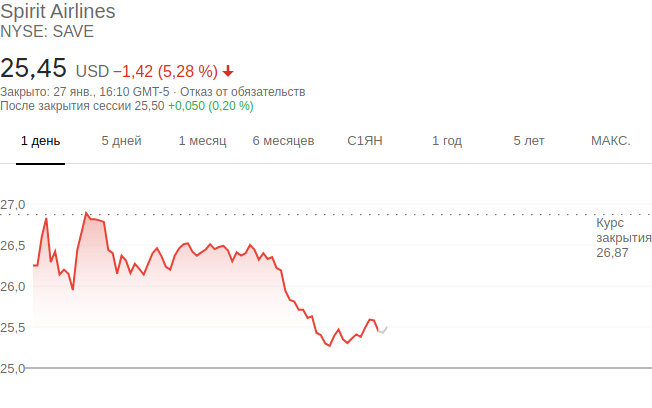 Spirit Airlines
NYSE: SAVE
25,45 USD −1,42 (5,28 %)
Закрыто: 27 янв., 16:10 GMT-5 · Отказ от обязательств
После закрытия сессии 25,50 +0,050 (0,20 %)
1 день 5 дней 1 месяц 6 месяцев С1ЯН 1 год 5 лет МАКС.
27,0
Курс
закрытия
26,87
26,5
26,0
25,5
25,0